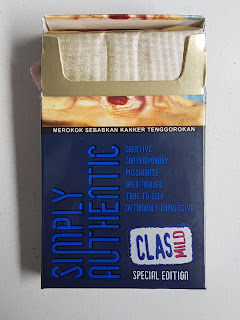 MEROKOK SEBABKAN KANKER TENGGOROKAN
SIMPLY
AUTHENTIC
CREATIVE
CONTEMPORARY
PASSIONATE
OPEN-MINDED
TRUE TO SELF
OUTWARDLY-EXPRESSIVE
CLAS
MILD
SPECIAL EDITION